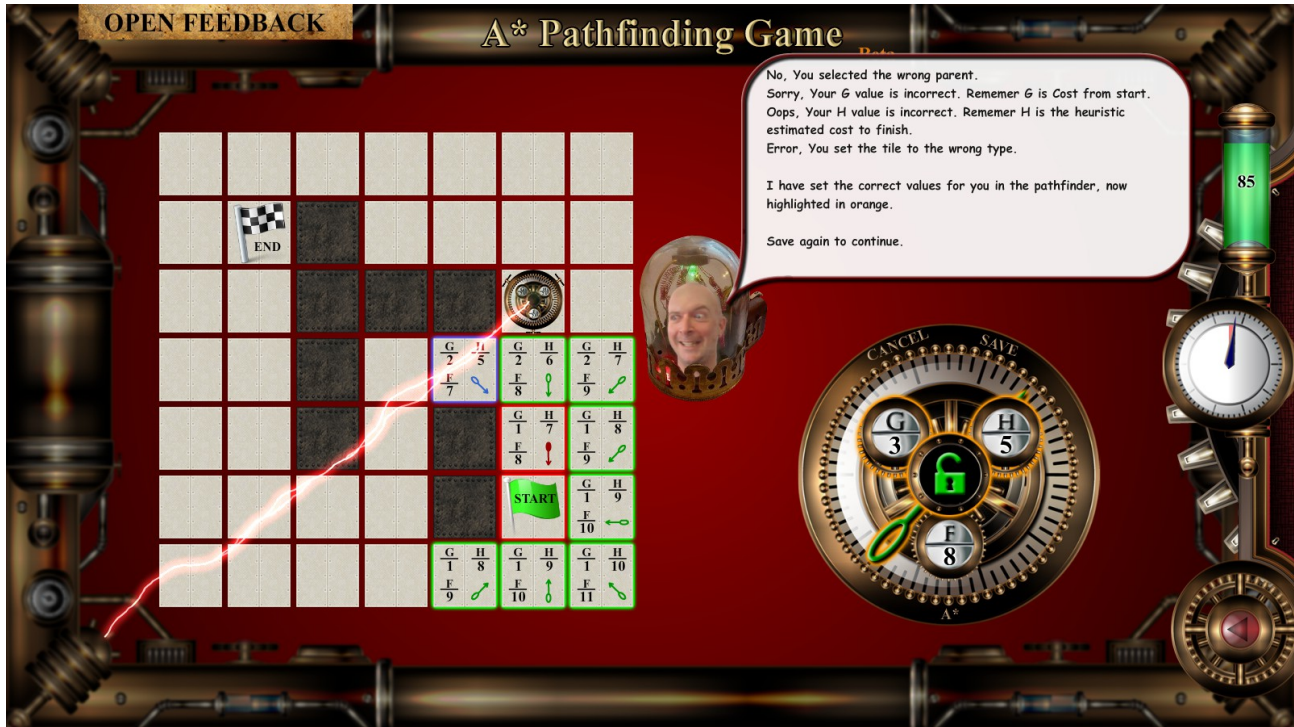 OPEN FEEDBACK
A* Pathfinding Game
Beta
No, You selected the wrong parent.
Sorry, Your G value is incorrect. Rememer G is Cost from start.
Oops, Your H value is incorrect. Rememer H is the heuristic
estimated cost to finish.
Error, You set the tile to the wrong type.
I have set the correct values for you in the pathfinder, now
highlighted in orange.
Save again to continue.
85
END
G H G H G H
2 5 2 6 2 7
F F F
7 8 9
G H G H
1 7 1 8
F F
8 9
START
G H
1 9
F
10
G H G H G H
1 8 1 9 1 10
F F F
9 10 11
CANCEL SAVE
G H
3 5
F
8
A*